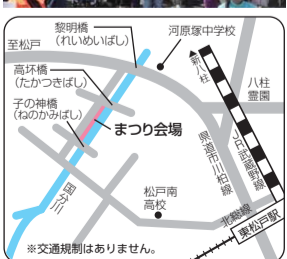 黎明橋
(れいめいばし)
河原塚中学校
至松戸
高坏橋
(たかつきばし)
▲新八柱
八柱
霊園
子の神橋
(ねのかみばし)
まつり会場
国分川
県道市川柏線
JR武蔵野線
松戸南
高校
北総線
東松戸駅
※交通規制はありません。